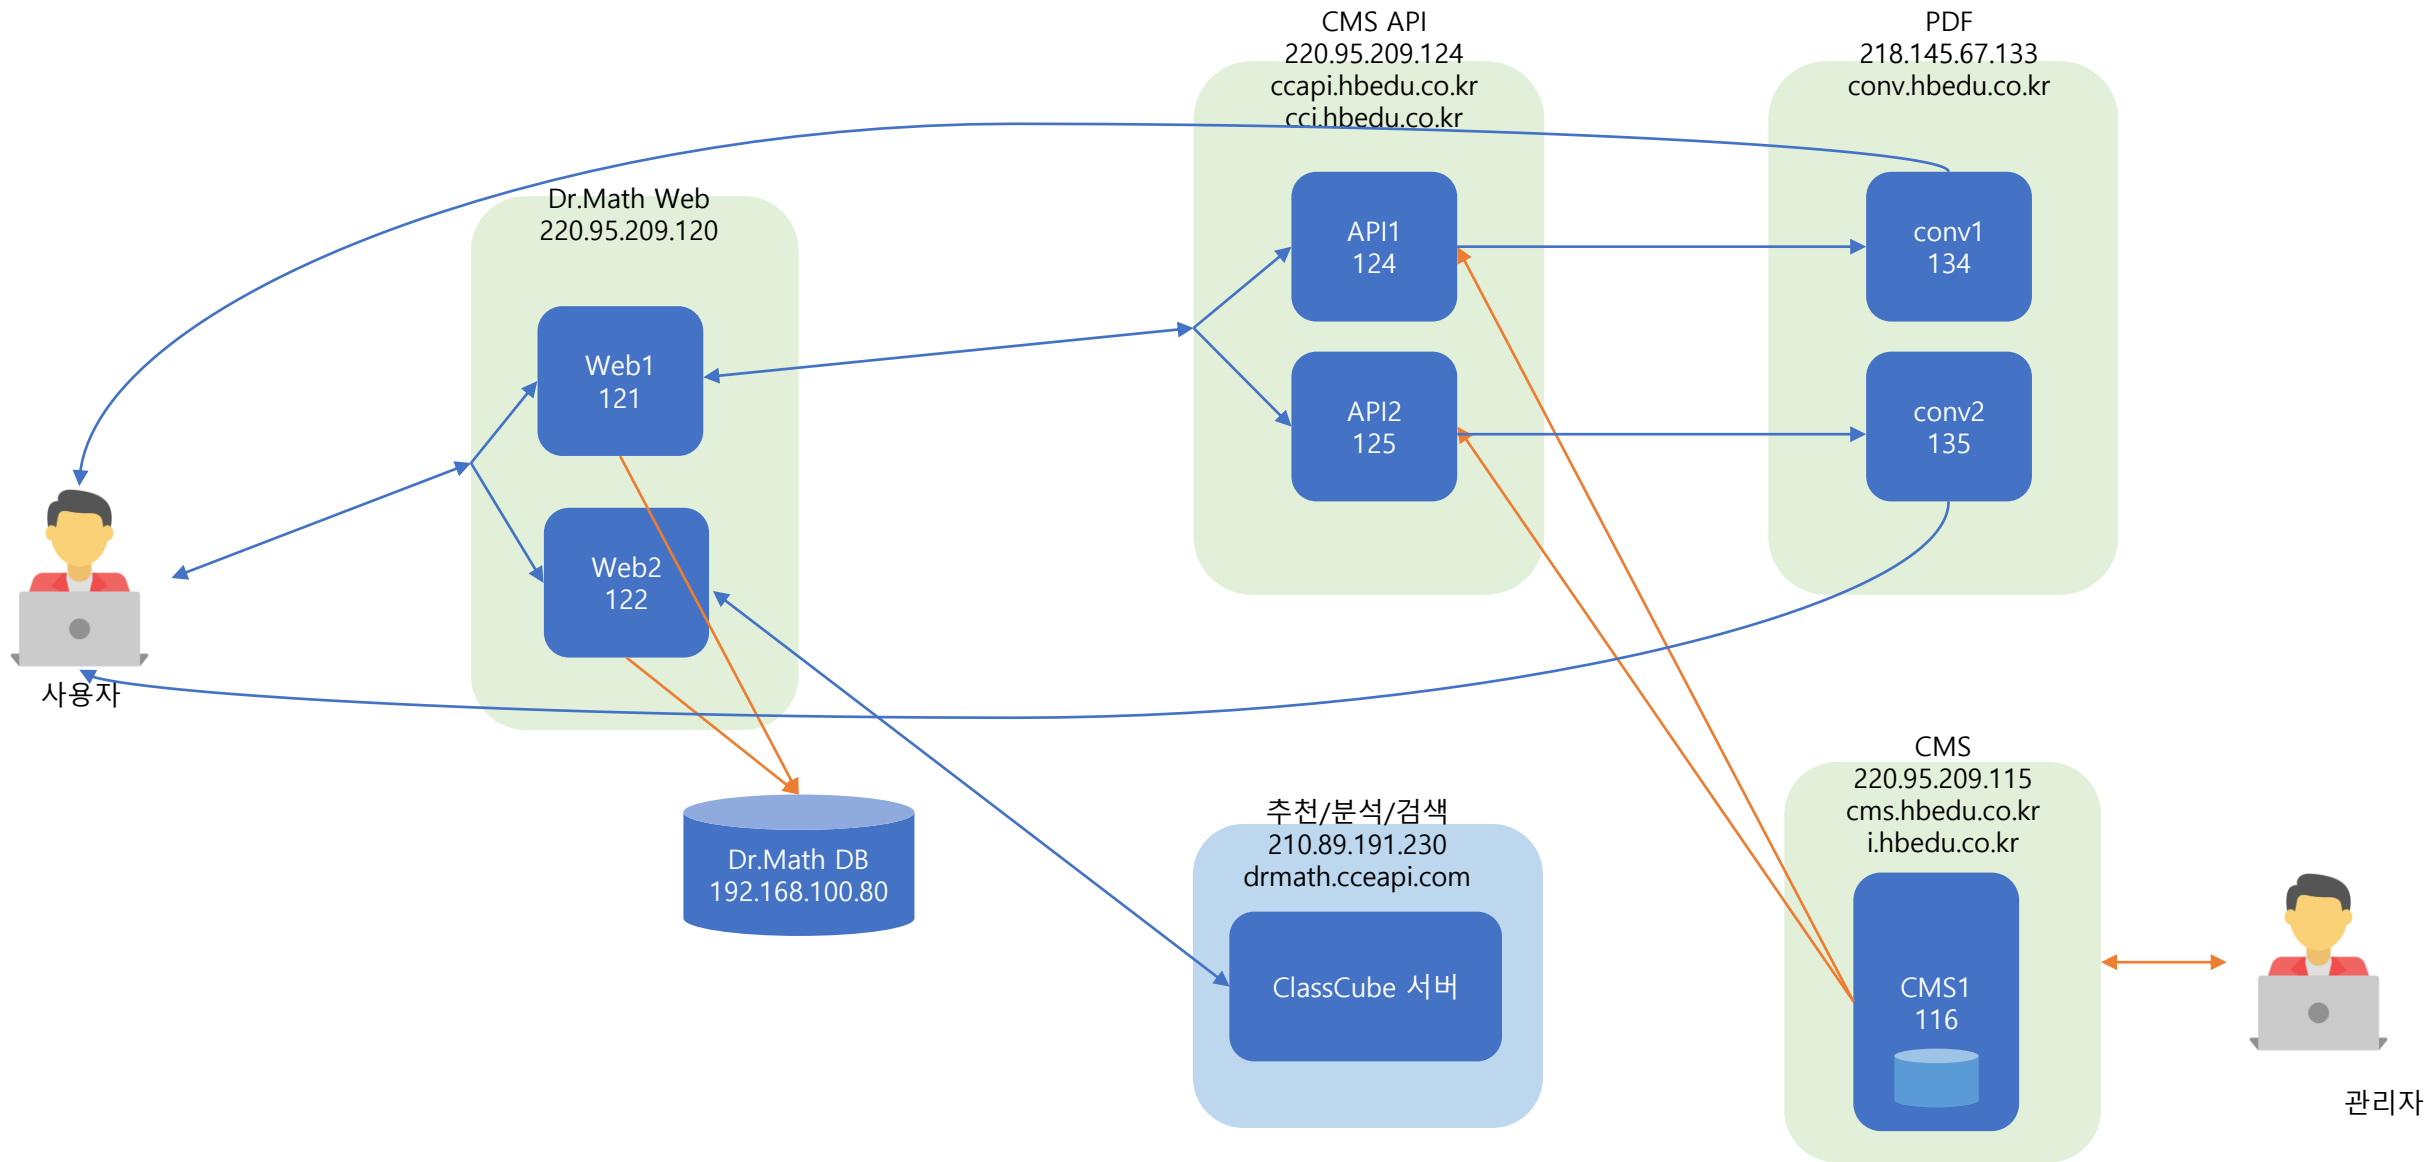 CMS API
220.95.209.124
ccapi.hbedu.co.kr
cci.hbedu.co.kr
PDF
218.145.67.133
conv.hbedu.co.kr
Dr.Math Web
220.95.209.120
API1
124
conv1
134
Web1
121
API2
125
conv2
135
Web2
122
사용자
CMS
220.95.209.115
cms.hbedu.co.kr
i.hbedu.co.kr
추천/분석/검색
210.89.191.230
drmath.cceapi.com
Dr.Math DB
192.168.100.80
ClassCube 서버
CMS1
116
관리자